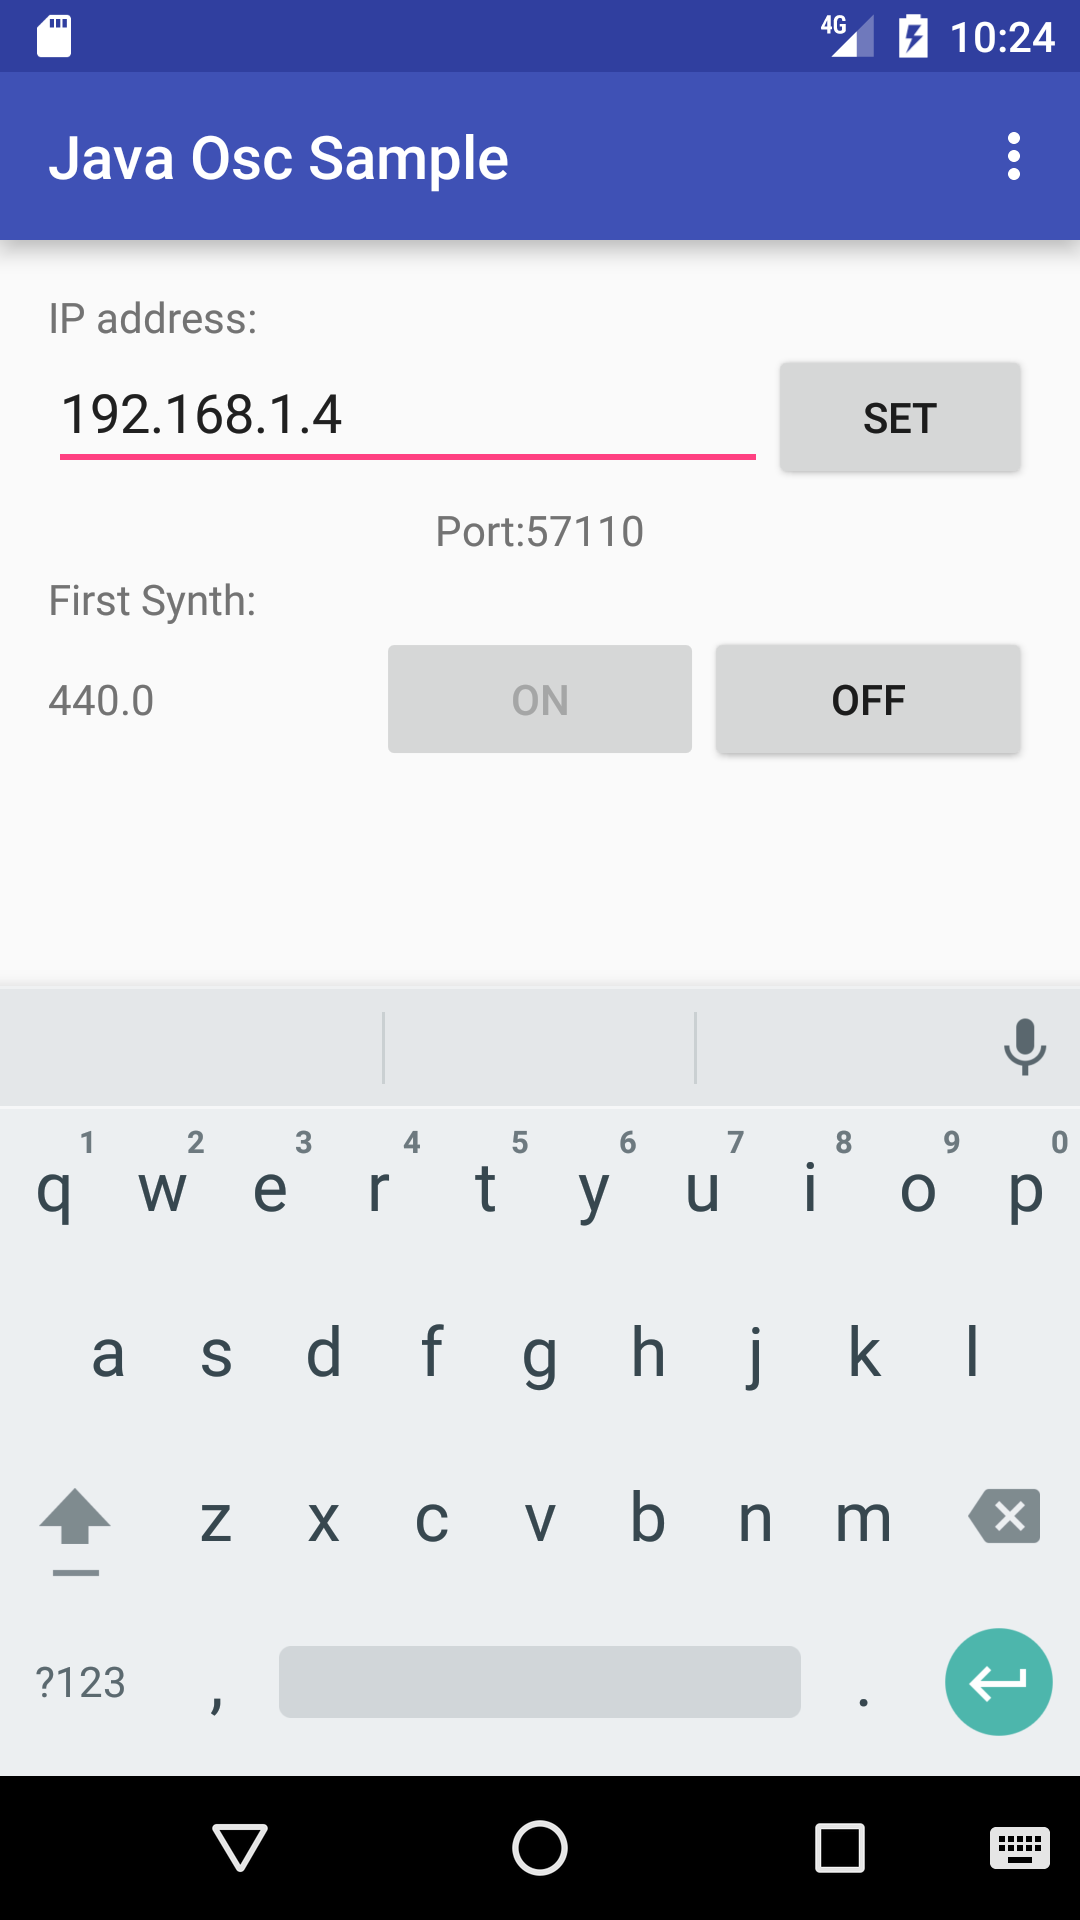 4G 10:24
Java Osc Sample
IP address:
192.168.1.4 SET
Port:57110
First Synth:
440.0 ON OFF
1 2 3 4 5 6 7 8 9 0
q w e r t y u i o p
a s d f g h j k l
z x c v b n m
?123 , .